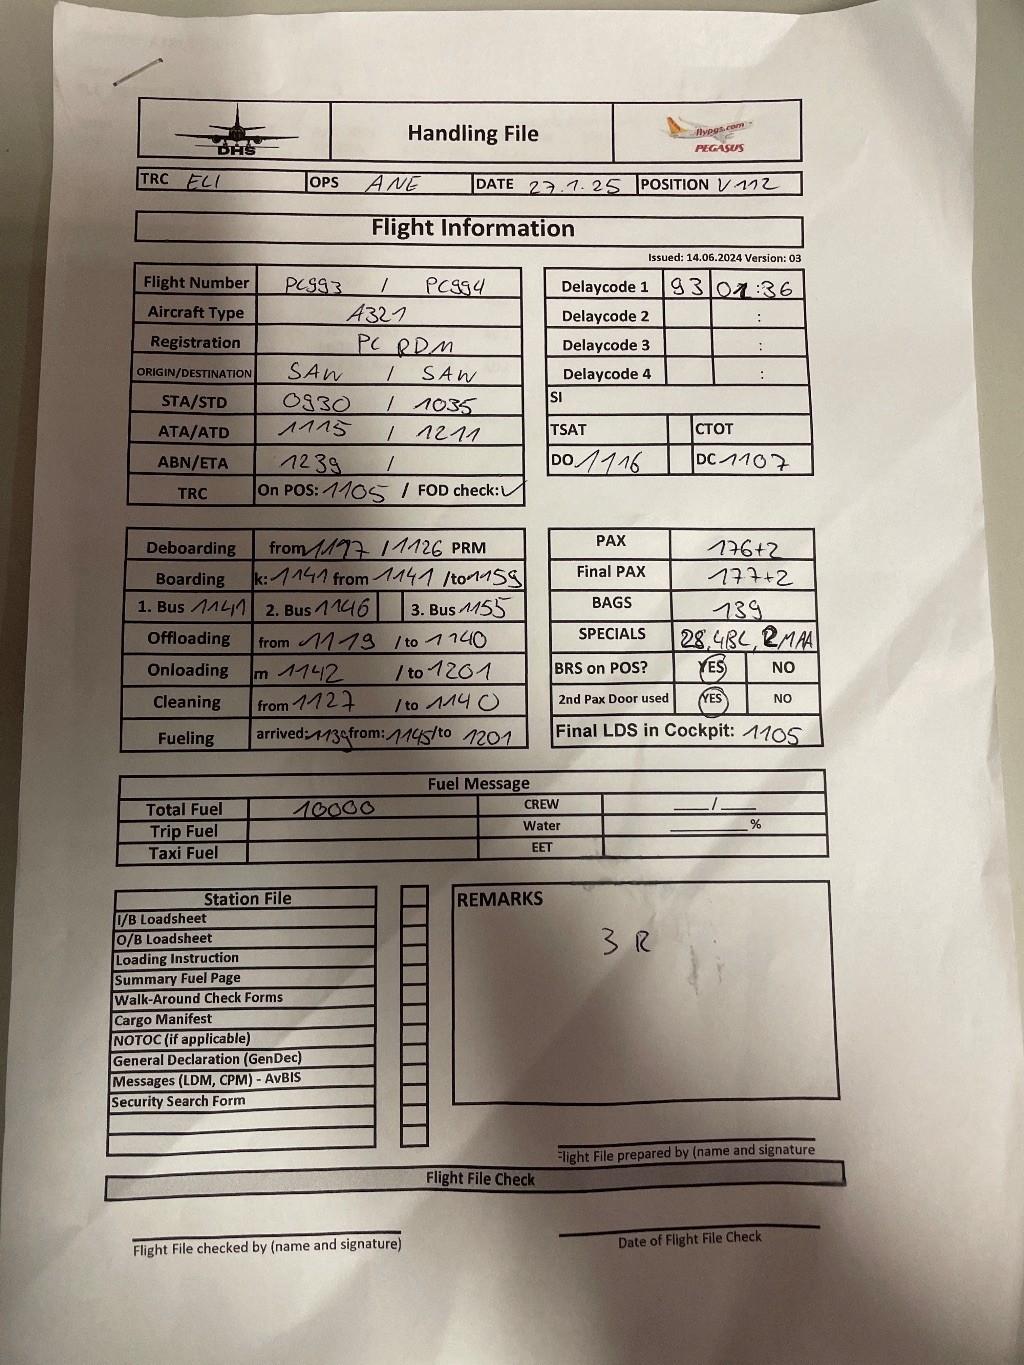 DHS Handling File flypgs.com PEGASUS
TRC ELI OPS ANE DATE 27.1.25 POSITION V112
Flight Information
Issued: 14.06.2024 Version: 03
Flight Number PC993 / PC994
Aircraft Type A321
Registration PC RDM
ORIGIN/DESTINATION SAW / SAW
STA/STD 0930 / 1035
ATA/ATD 1115 / 1211
ABN/ETA 1239 /
TRC On POS: 1105 / FOD check: ✓
Delaycode 1 93 01:36
Delaycode 2 :
Delaycode 3 :
Delaycode 4 :
SI
TSAT CTOT
DO 1116 DC 1107
Deboarding from / 1126 PRM
Boarding k: 1141 from 1141 /to 1159
1. Bus 1141 2. Bus 1146 3. Bus 1155
Offloading from 1119 /to 1140
Onloading m 1142 /to 1201
Cleaning from 1127 /to 1140
Fueling arrived: 1139 from: 1145/to 1201
PAX 176+2
Final PAX 177+2
BAGS 139
SPECIALS 28, 4BL, 2MAA
BRS on POS? YES NO
2nd Pax Door used YES NO
Final LDS in Cockpit: 1105
Fuel Message
Total Fuel 10000 CREW ___/___
Trip Fuel Water ______%
Taxi Fuel EET
Station File
I/B Loadsheet
O/B Loadsheet
Loading Instruction
Summary Fuel Page
Walk-Around Check Forms
Cargo Manifest
NOTOC (if applicable)
General Declaration (GenDec)
Messages (LDM, CPM) - AvBIS
Security Search Form
REMARKS
3 R
Flight File prepared by (name and signature
Flight File Check
Flight File checked by (name and signature)
Date of Flight File Check